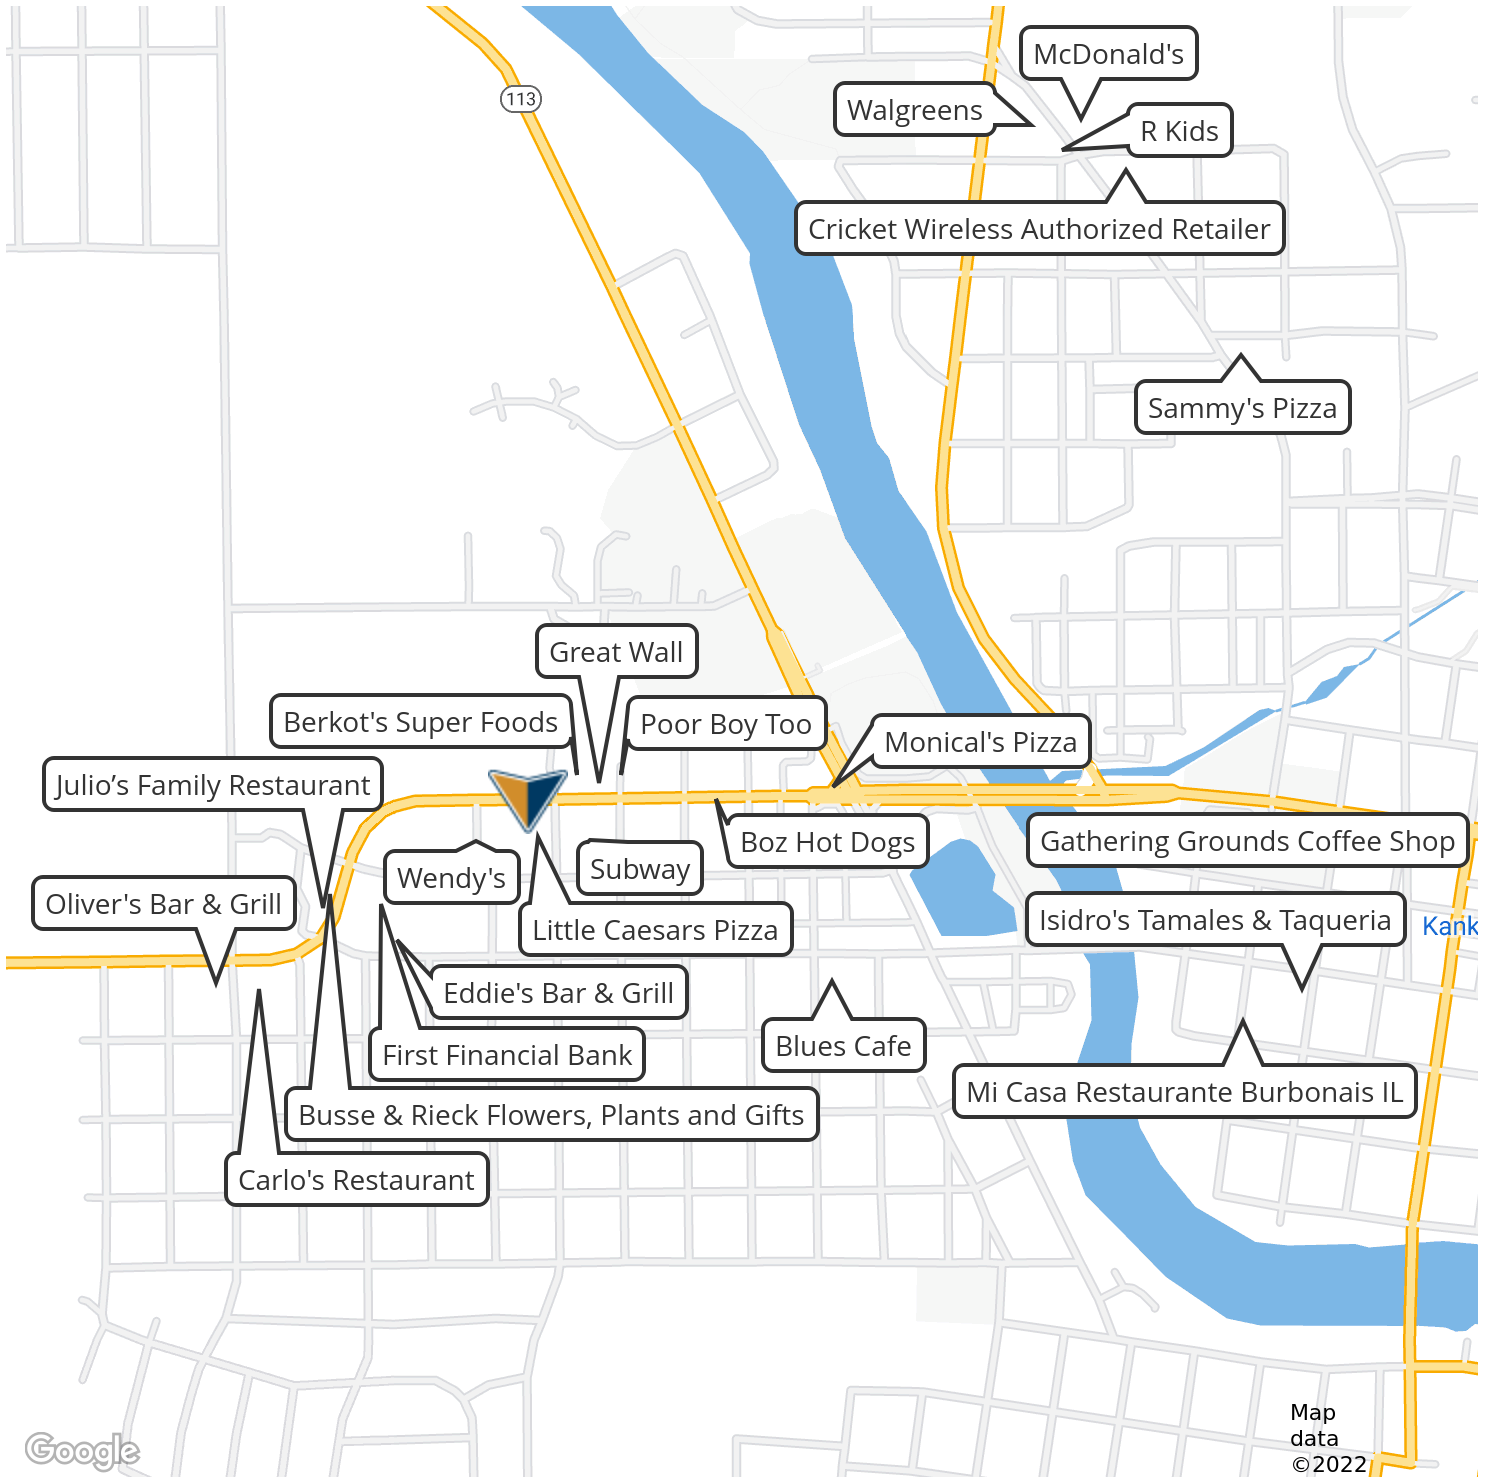 McDonald's
113
Walgreens
R Kids
Cricket Wireless Authorized Retailer
Sammy's Pizza
Great Wall
Berkot's Super Foods
Poor Boy Too
Monical's Pizza
Julio’s Family Restaurant
Boz Hot Dogs
Gathering Grounds Coffee Shop
Subway
Wendy's
Oliver's Bar & Grill
Isidro's Tamales & Taqueria
Kank
Little Caesars Pizza
Eddie's Bar & Grill
Blues Cafe
First Financial Bank
Mi Casa Restaurante Burbonais IL
Busse & Rieck Flowers, Plants and Gifts
Carlo's Restaurant
Google
Map
data
©2022